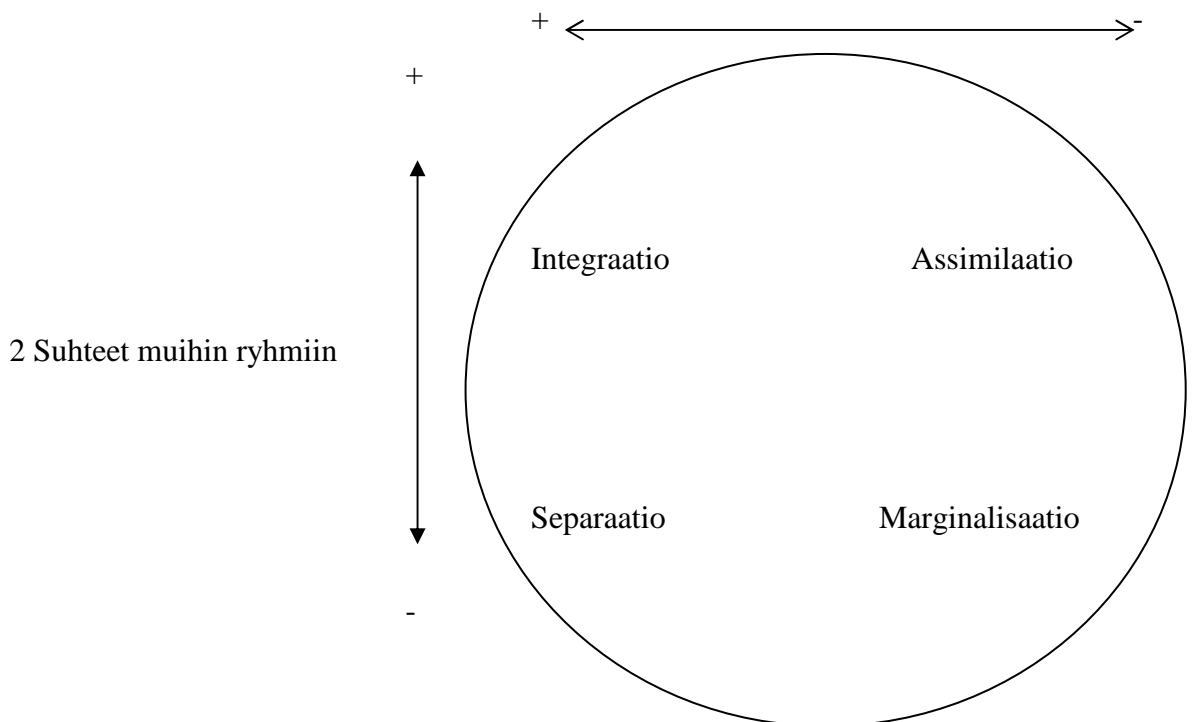 + -
+
Integraatio Assimilaatio
2 Suhteet muihin ryhmiin
Separaatio Marginalisaatio
-